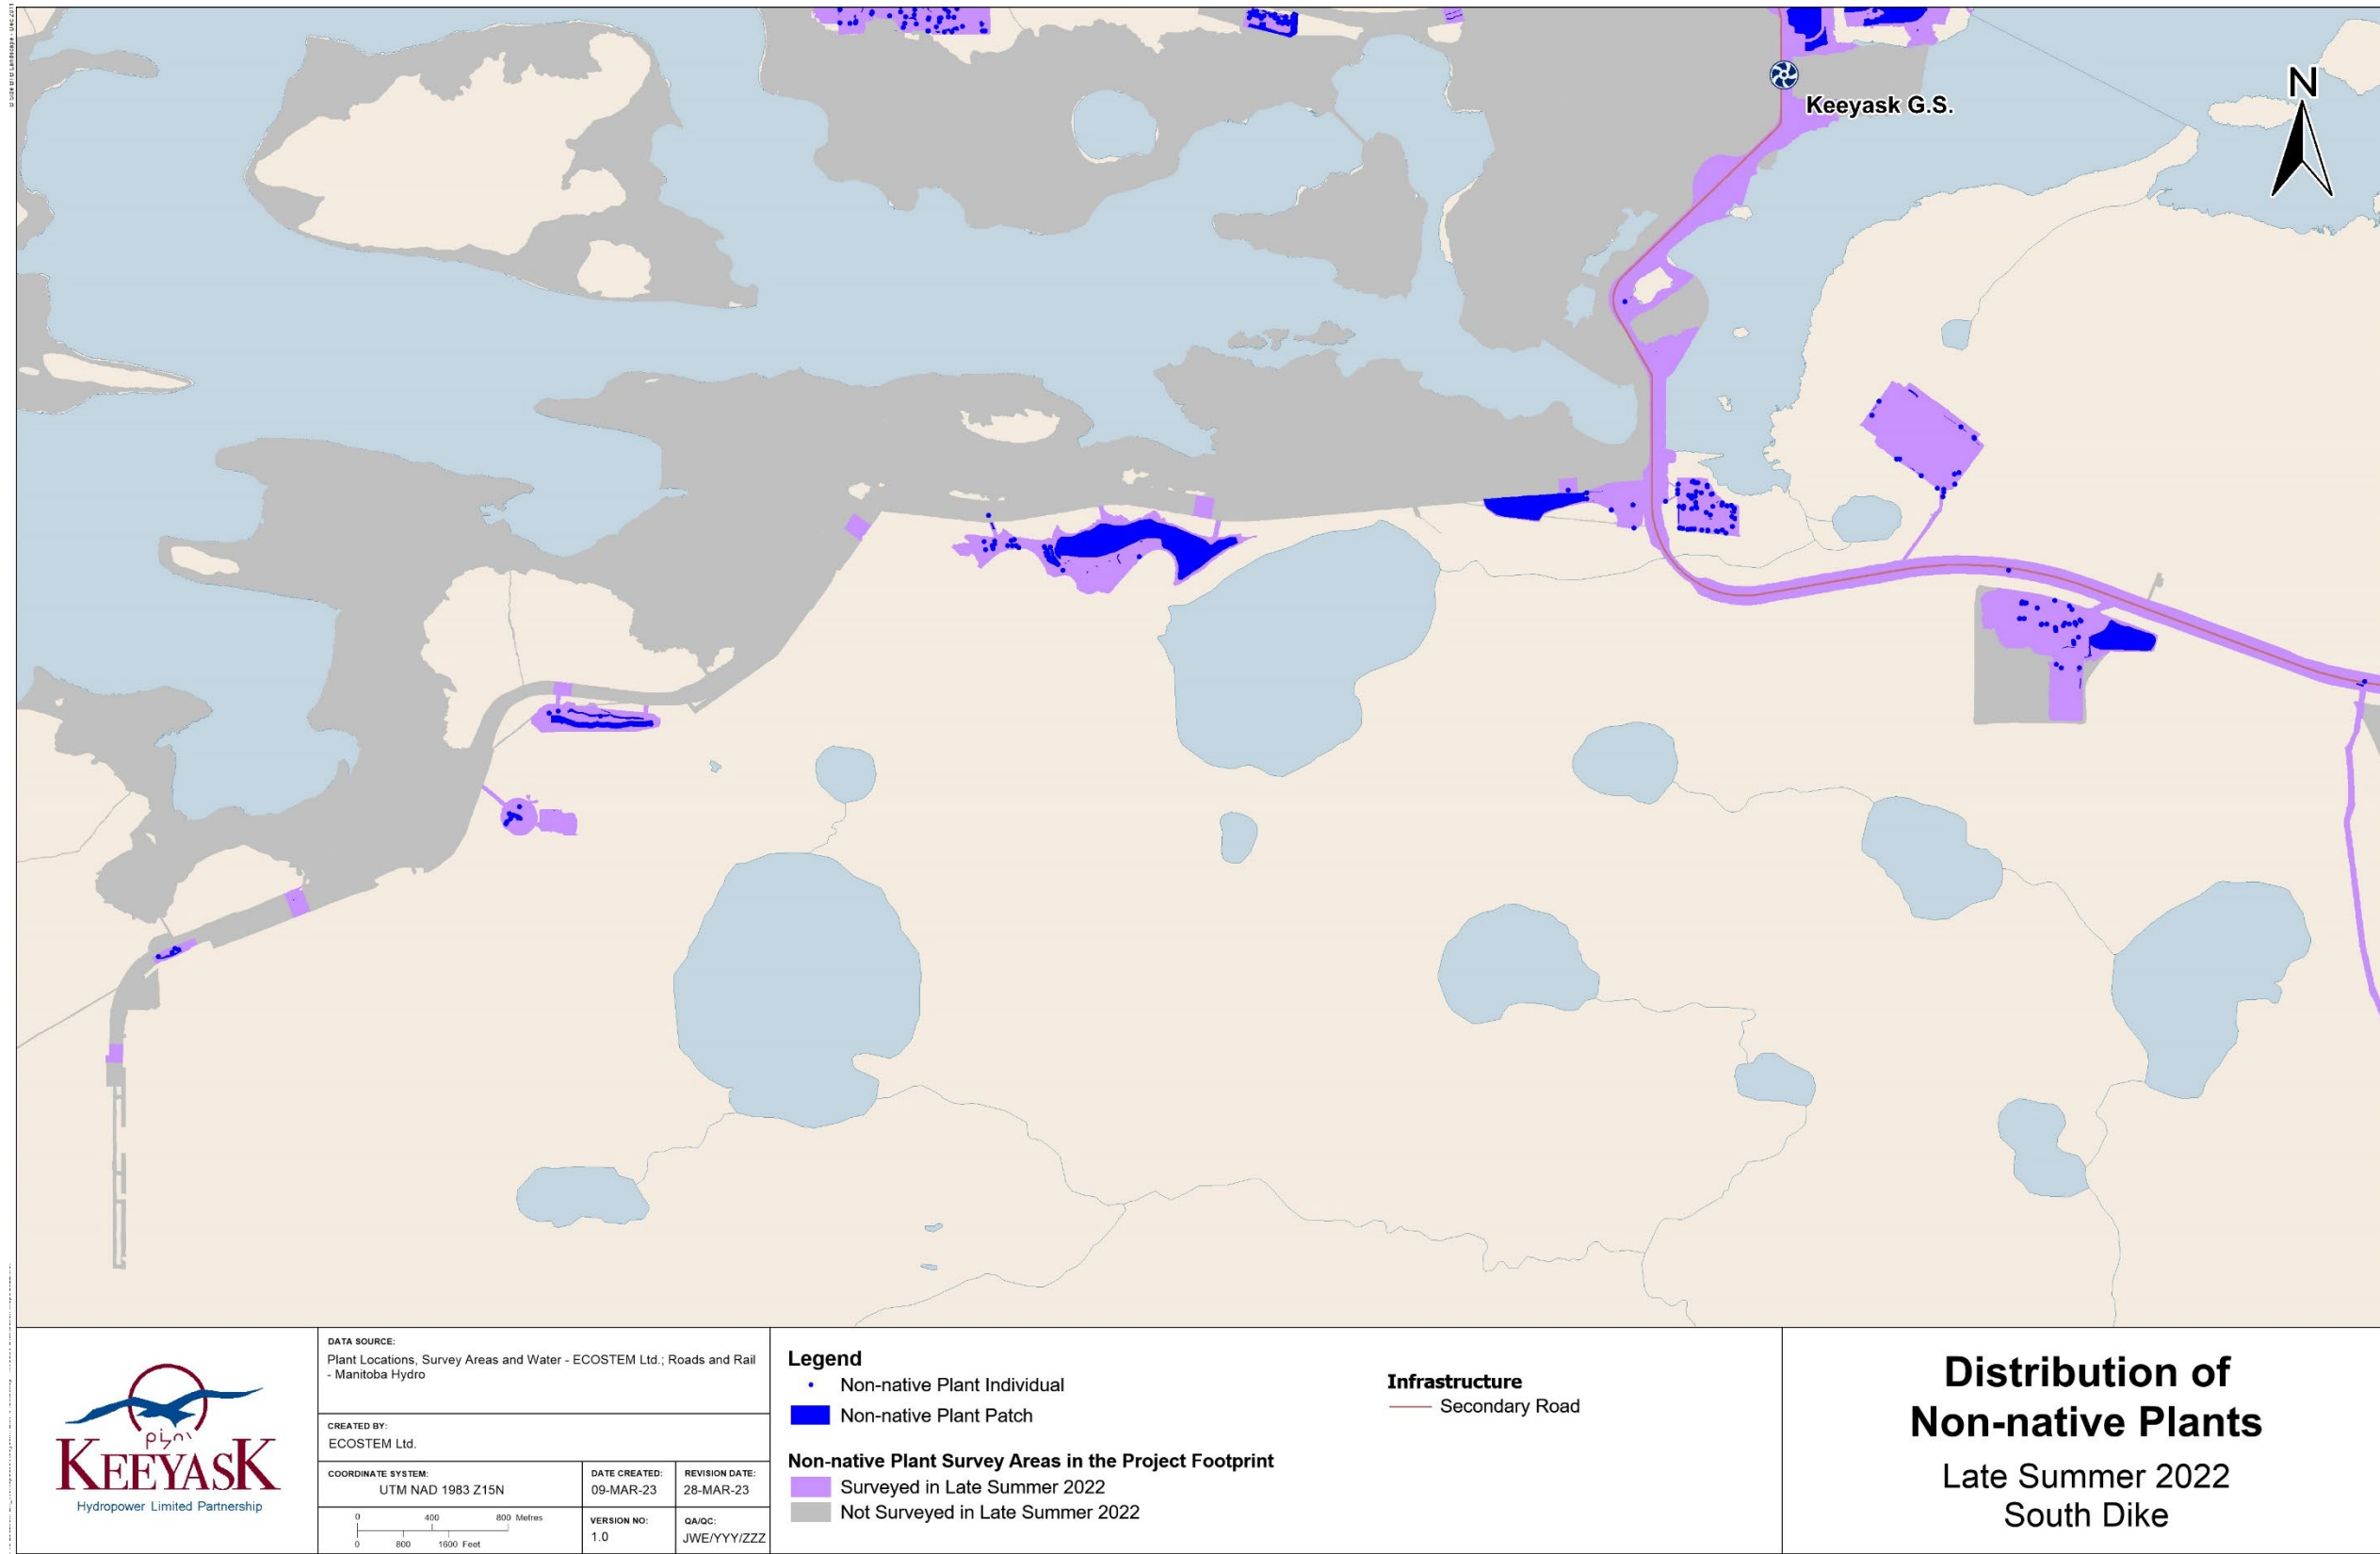 Keeyask G.S.
N
ᑭᔭᐢᐠ
KEEYASK
Hydropower Limited Partnership
DATA SOURCE:
Plant Locations, Survey Areas and Water - ECOSTEM Ltd.; Roads and Rail
- Manitoba Hydro
CREATED BY:
ECOSTEM Ltd.
COORDINATE SYSTEM:
UTM NAD 1983 Z15N
DATE CREATED:
09-MAR-23
REVISION DATE:
28-MAR-23
0 400 800 Metres
0 800 1600 Feet
VERSION NO:
1.0
QA/QC:
JWE/YYY/ZZZ
Legend
Non-native Plant Individual
Non-native Plant Patch
Non-native Plant Survey Areas in the Project Footprint
Surveyed in Late Summer 2022
Not Surveyed in Late Summer 2022
Infrastructure
Secondary Road
Distribution of
Non-native Plants
Late Summer 2022
South Dike